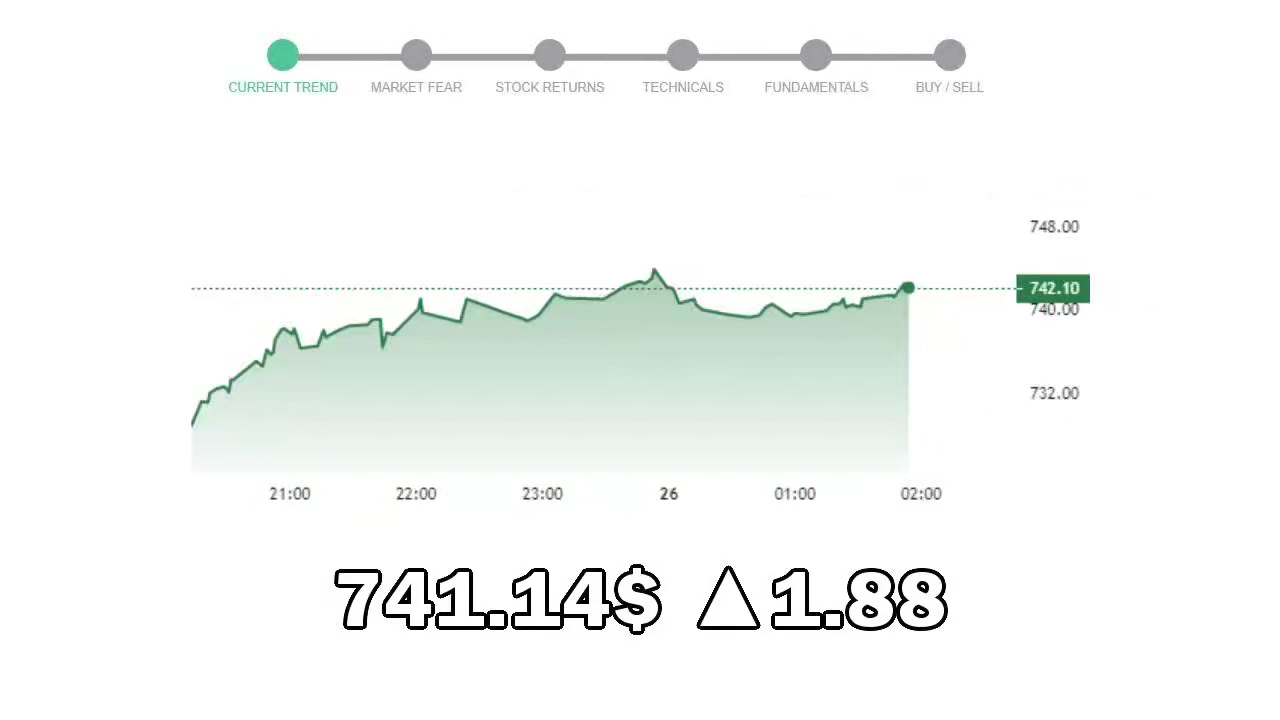 CURRENT TREND MARKET FEAR STOCK RETURNS TECHNICALS FUNDAMENTALS BUY / SELL
748.00
742.10
740.00
732.00
21:00 22:00 23:00 26 01:00 02:00
741.14$ △1.88